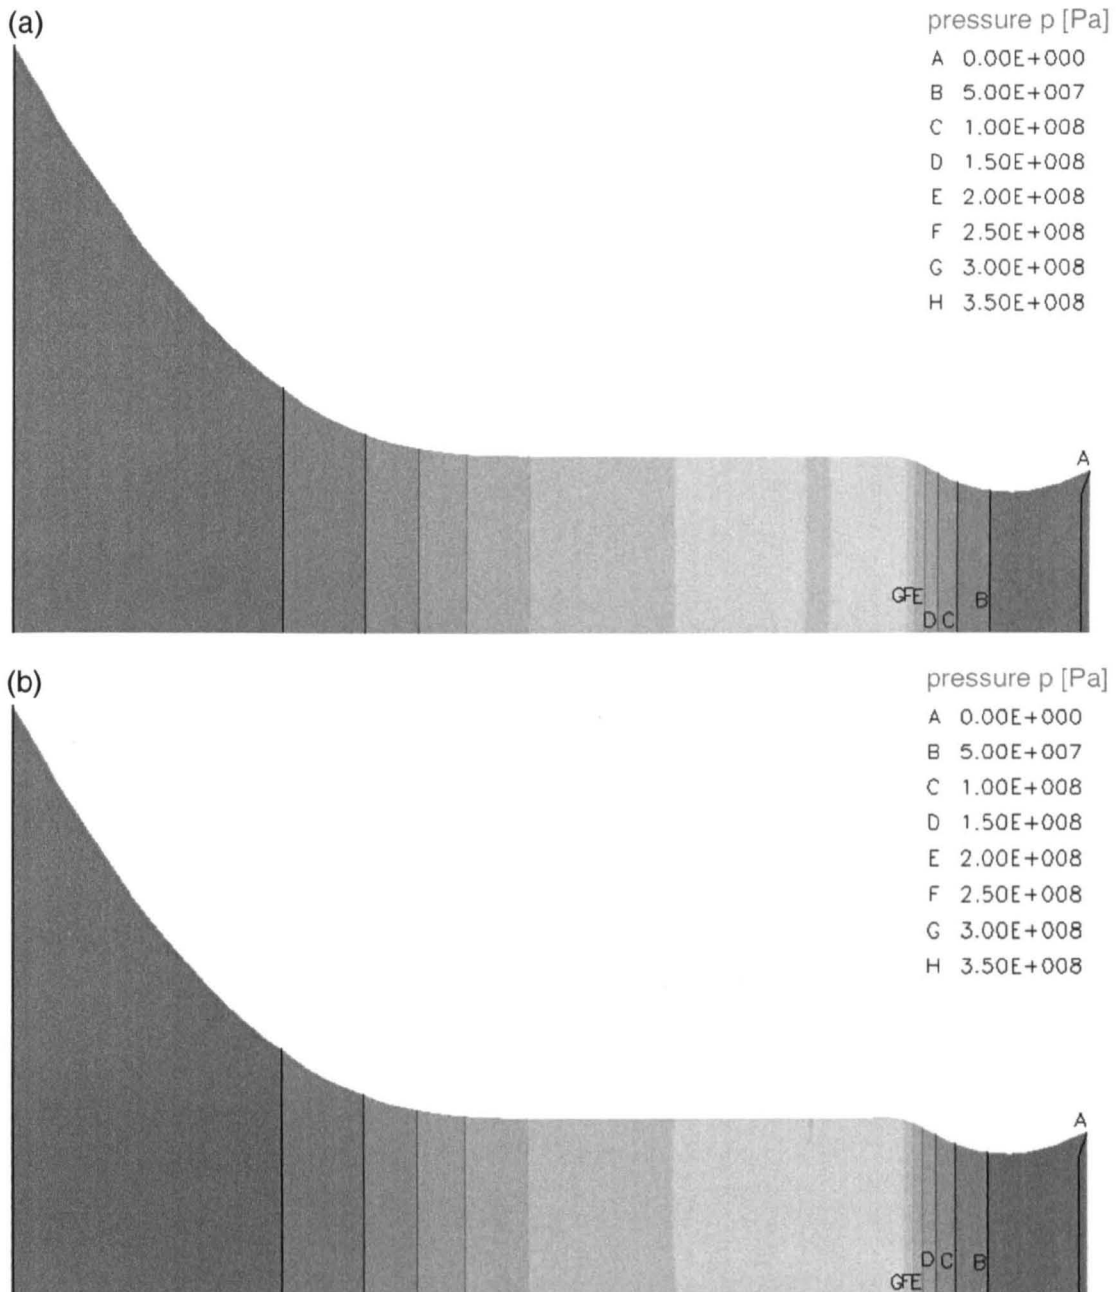 (a)
pressure p [Pa]
A 0.00E+000
B 5.00E+007
C 1.00E+008
D 1.50E+008
E 2.00E+008
F 2.50E+008
G 3.00E+008
H 3.50E+008
A
GFE
D C B
(b)
pressure p [Pa]
A 0.00E+000
B 5.00E+007
C 1.00E+008
D 1.50E+008
E 2.00E+008
F 2.50E+008
G 3.00E+008
H 3.50E+008
A
D C B
GFE